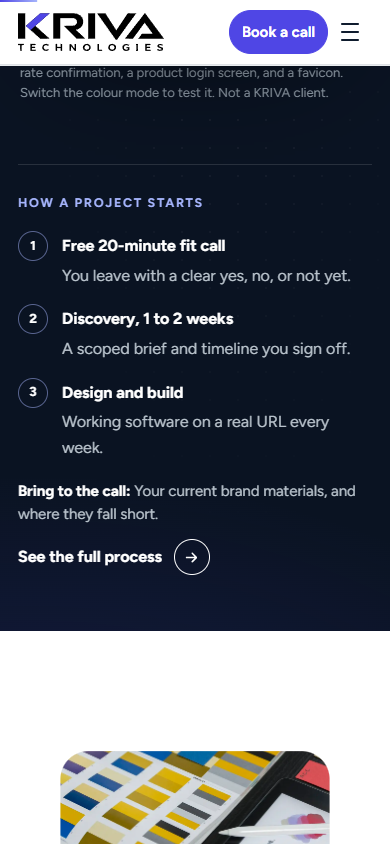 KRIVA
TECHNOLOGIES
Book a call
rate confirmation, a product login screen, and a favicon.
Switch the colour mode to test it. Not a KRIVA client.
HOW A PROJECT STARTS
1 Free 20-minute fit call
You leave with a clear yes, no, or not yet.
2 Discovery, 1 to 2 weeks
A scoped brief and timeline you sign off.
3 Design and build
Working software on a real URL every
week.
Bring to the call: Your current brand materials, and
where they fall short.
See the full process